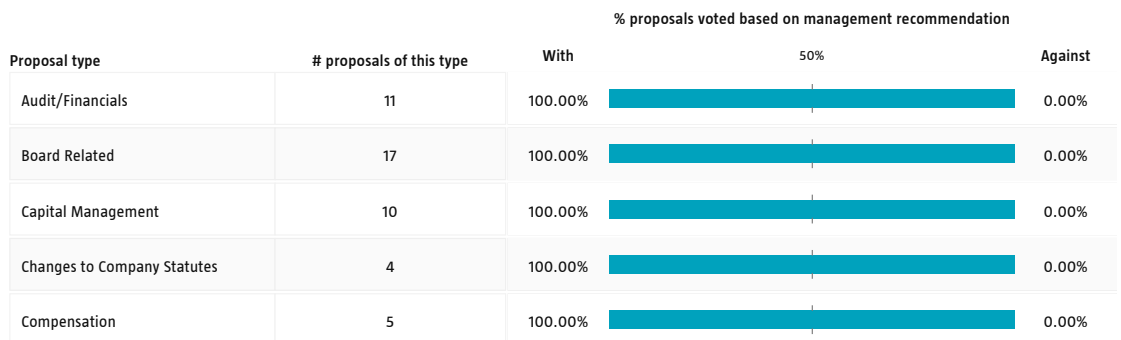 % proposals voted based on management recommendation
Proposal type # proposals of this type With 50% Against
Audit/Financials 11 100.00% 0.00%
Board Related 17 100.00% 0.00%
Capital Management 10 100.00% 0.00%
Changes to Company Statutes 4 100.00% 0.00%
Compensation 5 100.00% 0.00%